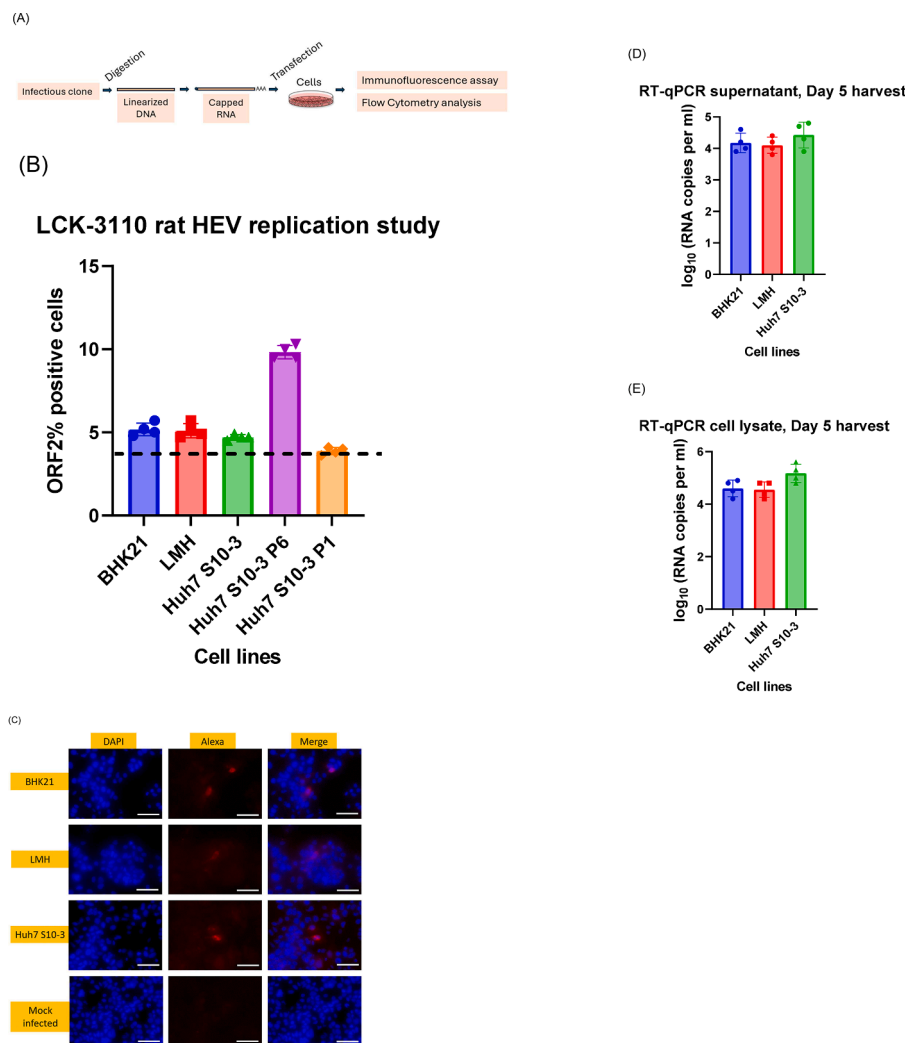 (A)
Infectious clone
Digestion
Linearized
DNA
Capped
RNA
AAA
Transfection
Cells
Immunofluorescence assay
Flow Cytometry analysis
(B)
LCK-3110 rat HEV replication study
ORF2% positive cells
15
10
5
0
BHK21
LMH
Huh7 S10-3
Huh7 S10-3 P6
Huh7 S10-3 P1
Cell lines
(C)
DAPI
Alexa
Merge
BHK21
LMH
Huh7 S10-3
Mock
infected
(D)
RT-qPCR supernatant, Day 5 harvest
log10 (RNA copies per ml)
5
4
3
2
1
0
BHK21
LMH
Huh7 S10-3
Cell lines
(E)
RT-qPCR cell lysate, Day 5 harvest
log10 (RNA copies per ml)
6
4
2
0
BHK21
LMH
Huh7 S10-3
Cell lines